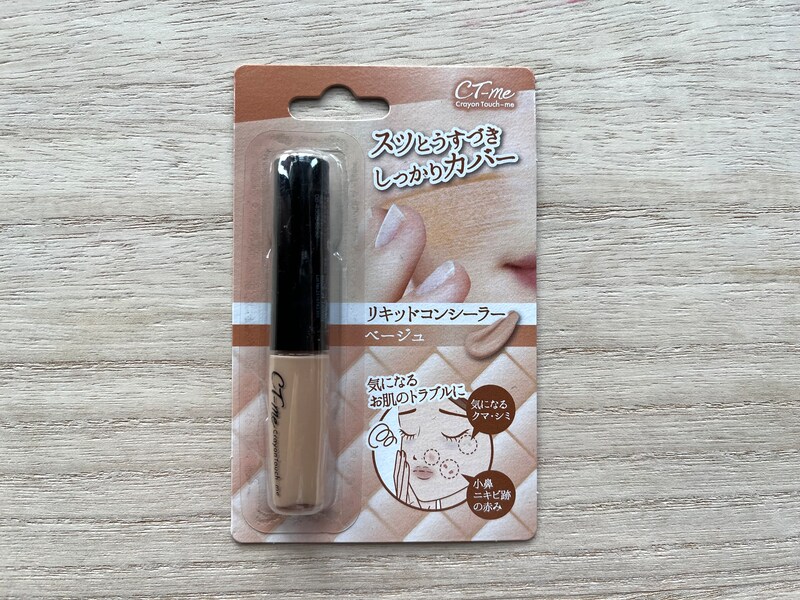 CT-me
Crayon Touch-me
スッとうすづき
しっかりカバー
リキッドコンシーラー
ベージュ
気になる
お肌のトラブルに
気になる
クマ・シミ
小鼻
ニキビ跡
の赤み
CT-me crayon touch-me